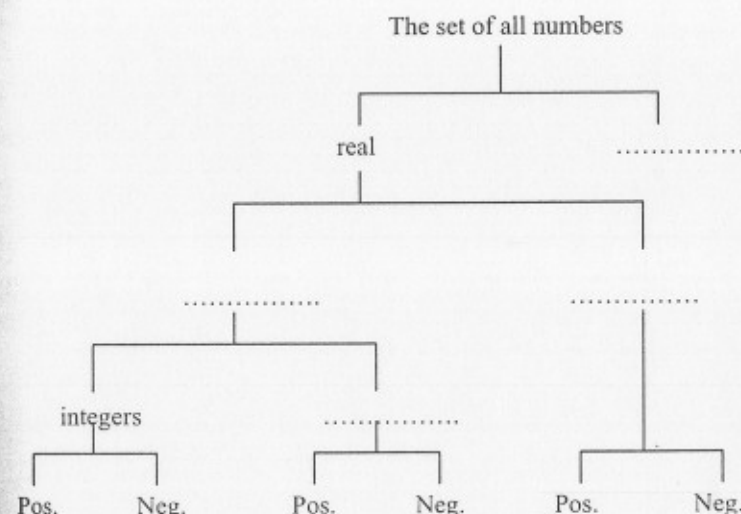 The set of all numbers
real ....................
.................... ....................
integers ....................
Pos. Neg. Pos. Neg. Pos. Neg.